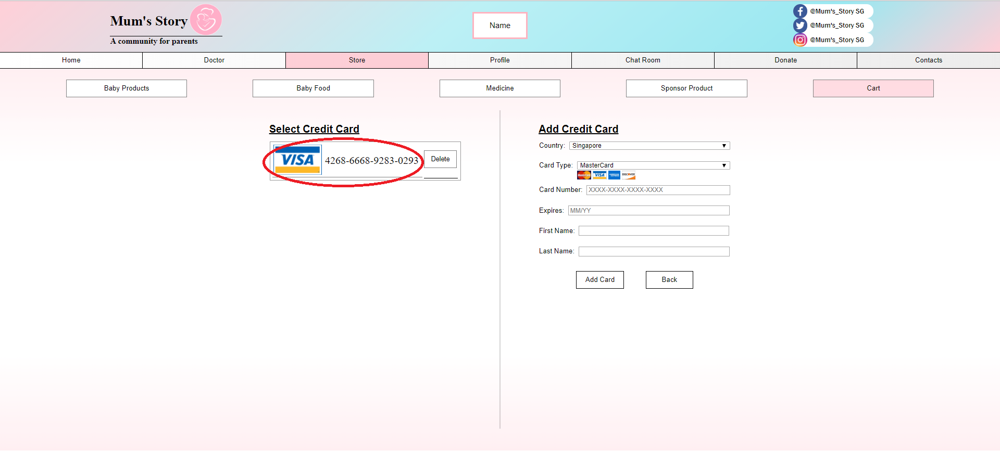 Mum's Story
A community for parents
Name
@Mum's_Story SG
@Mum's_Story SG
@Mum's_Story SG
Home Doctor Store Profile Chat Room Donate Contacts
Baby Products Baby Food Medicine Sponsor Product Cart
Select Credit Card
VISA 4268-6668-9283-0293 Delete
Add Credit Card
Country: Singapore
Card Type: MasterCard
MasterCard VISA AMERICAN EXPRESS DISCOVER
Card Number: XXXX-XXXX-XXXX-XXXX
Expires: MM/YY
First Name:
Last Name:
Add Card Back